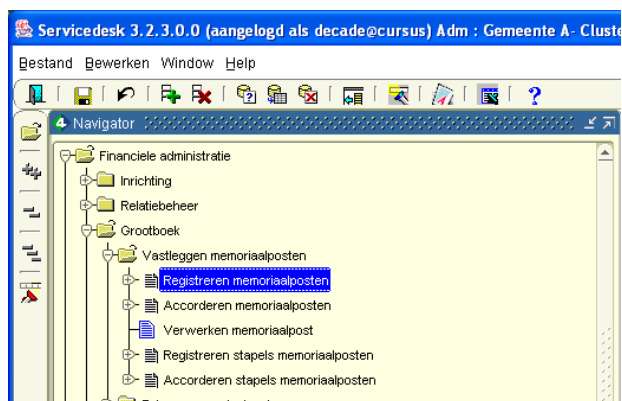 Servicedesk 3.2.3.0.0 (aangelogd als decade@cursus) Adm : Gemeente A- Cluste
Bestand Bewerken Window Help
Navigator
Financiele administratie
Inrichting
Relatiebeheer
Grootboek
Vastleggen memoriaalposten
Registreren memoriaalposten
Accorderen memoriaalposten
Verwerken memoriaalpost
Registreren stapels memoriaalposten
Accorderen stapels memoriaalposten